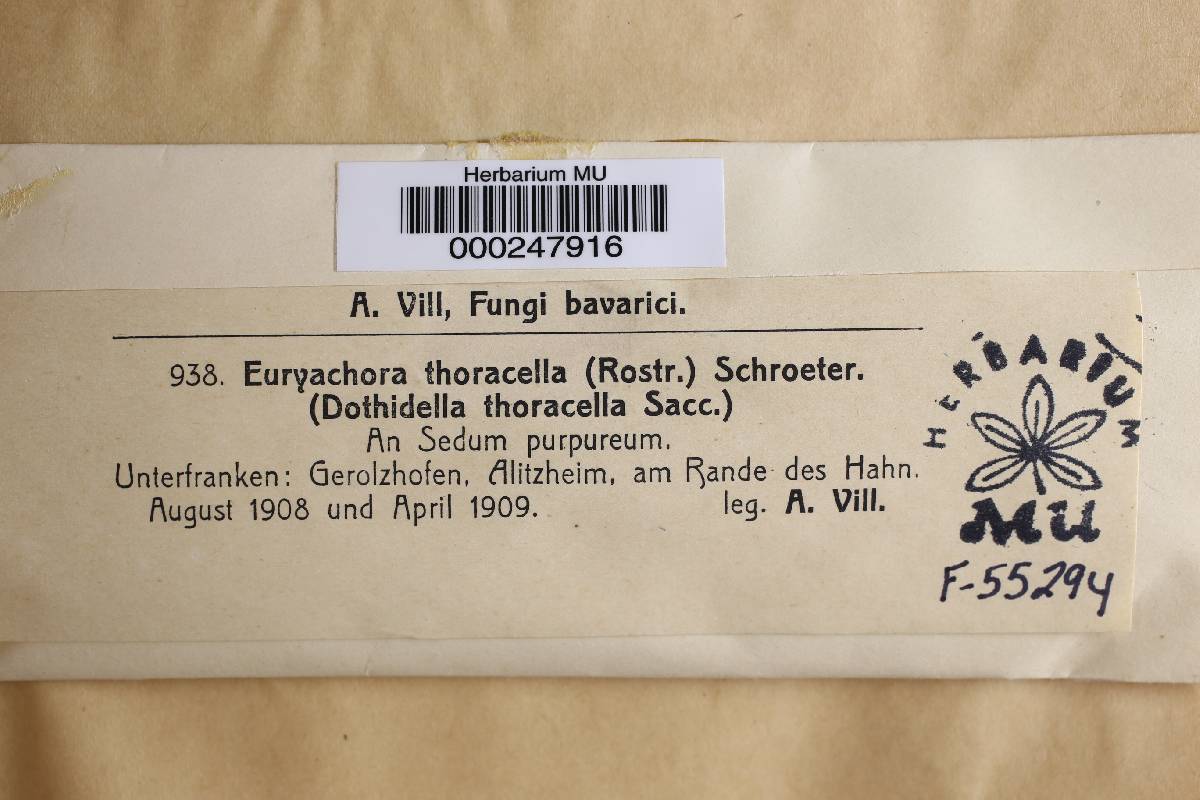 Herbarium MU
000247916
A. Vill, Fungi bavarici.
938. Euryachora thoracella (Rostr.) Schroeter.
(Dothidella thoracella Sacc.)
An Sedum purpureum.
Unterfranken: Gerolzhofen, Alitzheim, am Rande des Hahn.
August 1908 und April 1909. leg. A. Vill.
HERBARIUM
MU
F-55294